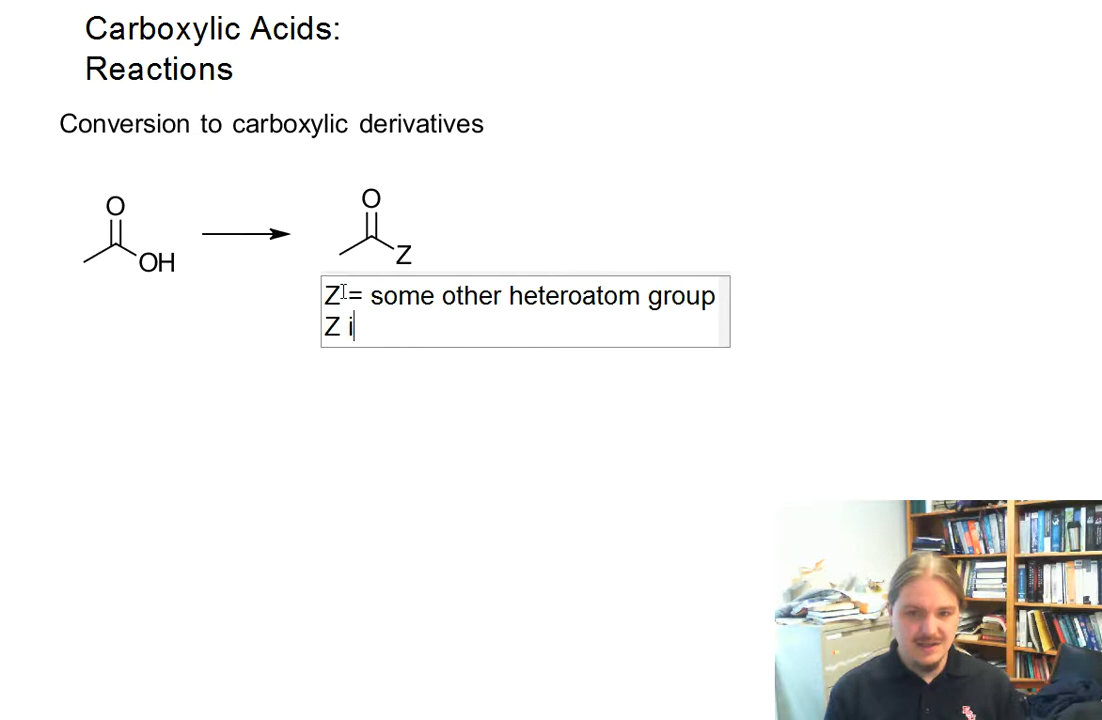 Carboxylic Acids:
Reactions
Conversion to carboxylic derivatives
O
OH
O
Z
Z = some other heteroatom group
Z i